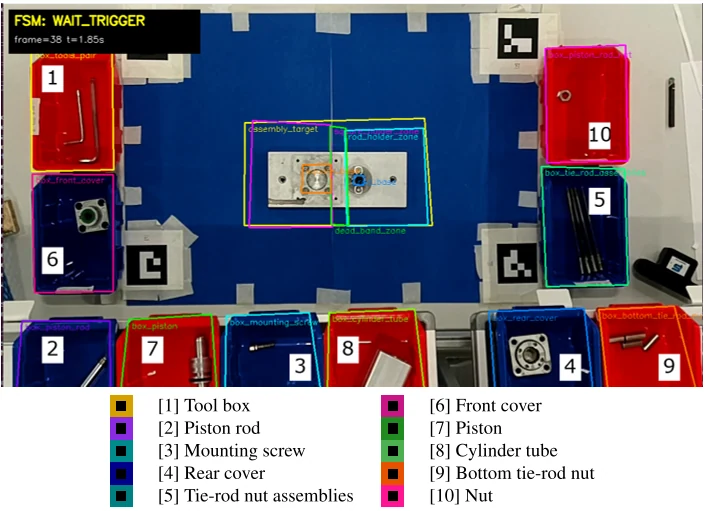 FSM: WAIT_TRIGGER
frame=38 t=1.85s
box_tools_pair
1
box_piston_rod_nut
10
assembly_target
rod_holder_zone
box_front_cover
6
box_tie_rod_assemblies
5
dead_band_zone
box_piston_rod
2
box_piston
7
box_mounting_screw
3
box_cylinder_tube
8
box_rear_cover
4
box_bottom_tie_rod
9
[1] Tool box
[2] Piston rod
[3] Mounting screw
[4] Rear cover
[5] Tie-rod nut assemblies
[6] Front cover
[7] Piston
[8] Cylinder tube
[9] Bottom tie-rod nut
[10] Nut